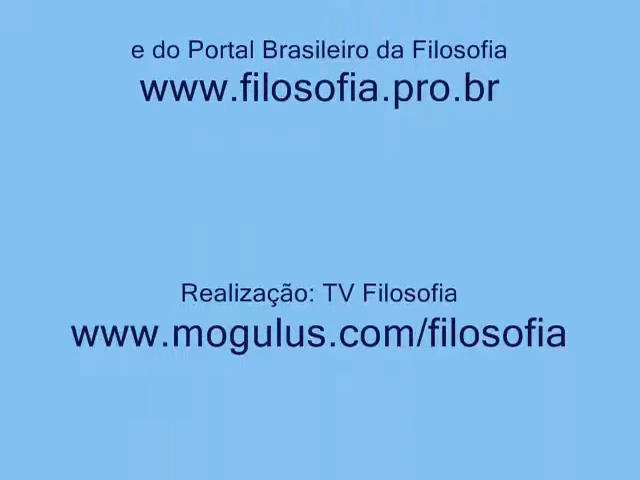 e do Portal Brasileiro da Filosofia
www.filosofia.pro.br
Realização: TV Filosofia
www.mogulus.com/filosofia